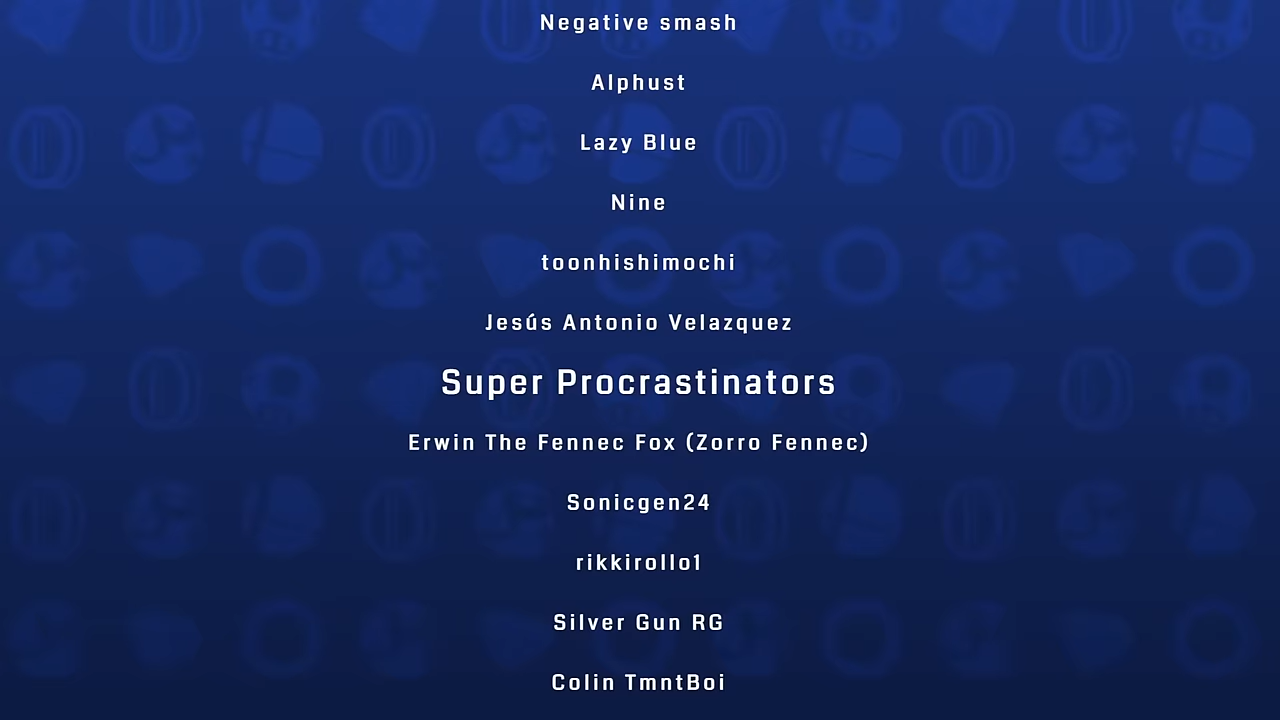 Negative smash
Alphust
Lazy Blue
Nine
toonhishimochi
Jesús Antonio Velazquez
Super Procrastinators
Erwin The Fennec Fox (Zorro Fennec)
Sonicgen24
rikkirollo1
Silver Gun RG
Colin TmntBoi